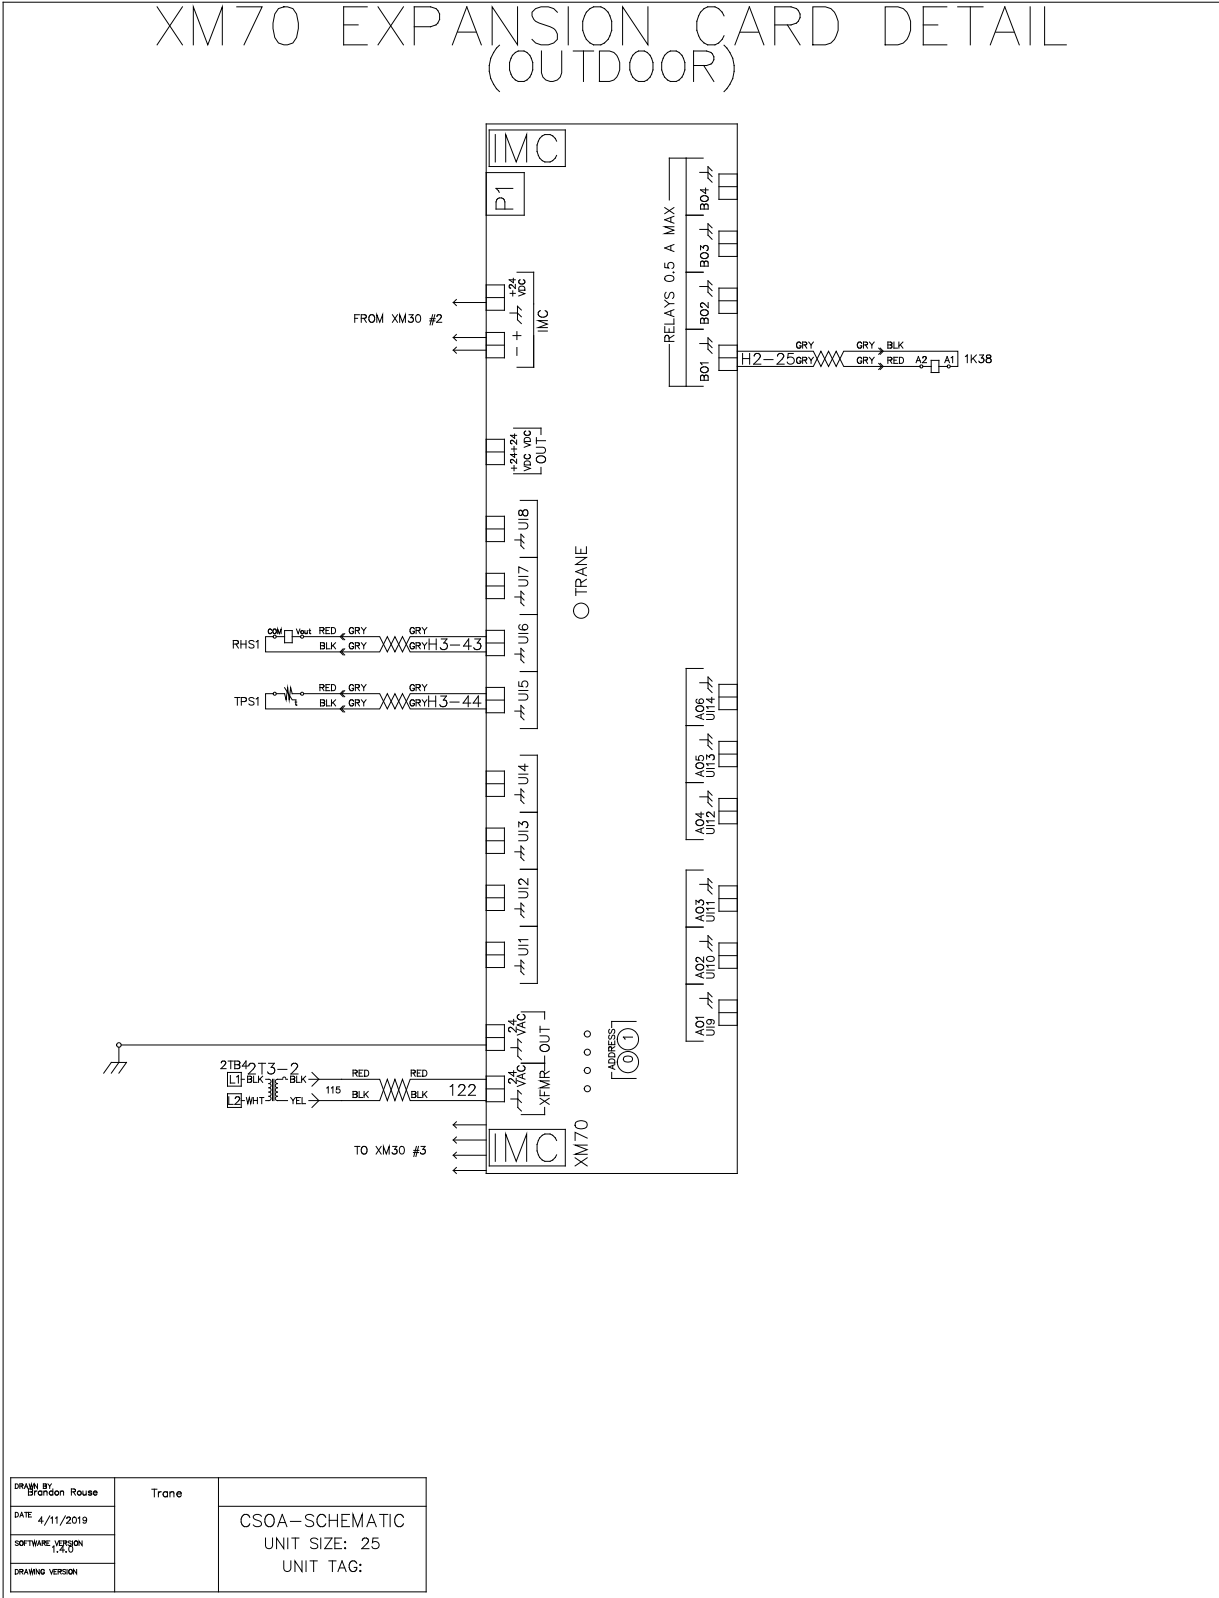 XM70 EXPANSION CARD DETAIL
(OUTDOOR)
IMC
P1
+24 VDC
- +
IMC
FROM XM30 #2
+24 +24
VDC VDC
OUT
UI8
UI7
UI6
UI5
UI4
UI3
UI2
UI1
24 VAC
OUT
24 VAC
XFMR
RELAYS 0.5 A MAX
BO4
BO3
BO2
BO1
H2-25
GRY GRY BLK
GRY GRY RED A2 A1 1K38
TRANE
RHS1 COM Vout RED GRY GRY
BLK GRY GRY H3-43
TPS1 RED GRY GRY
BLK GRY GRY H3-44
AO6
UI14
AO5
UI13
AO4
UI12
AO3
UI11
AO2
UI10
AO1
UI9
ADDRESS
0 1
2TB4 2T3-2
L1 BLK BLK RED RED
115 122
L2 WHT YEL BLK BLK
TO XM30 #3
IMC
XM70
DRAWN BY
Brandon Rouse
Trane
DATE 4/11/2019
SOFTWARE VERSION
1.4.0
DRAWING VERSION
CSOA-SCHEMATIC
UNIT SIZE: 25
UNIT TAG: